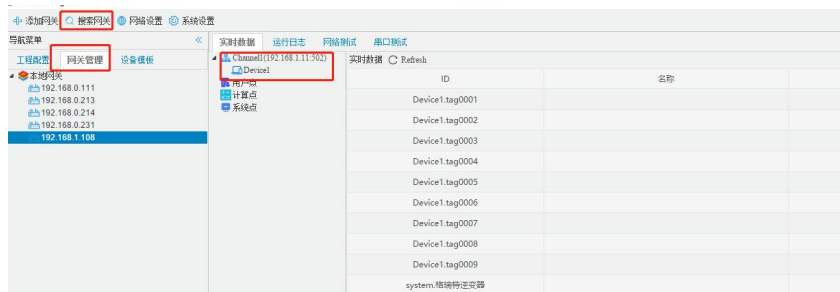 添加网关 搜索网关 网络设置 系统设置
导航菜单 «
工程配置 网关管理 设备模板
本地网关
192.168.0.111
192.168.0.213
192.168.0.214
192.168.0.231
192.168.1.108
实时数据 运行日志 网络测试 串口测试
Channel1(192.168.1.11:502)
Device1
用户点
计算点
系统点
实时数据 Refresh
ID 名称
Device1.tag0001
Device1.tag0002
Device1.tag0003
Device1.tag0004
Device1.tag0005
Device1.tag0006
Device1.tag0007
Device1.tag0008
Device1.tag0009
system.格瑞特逆变器